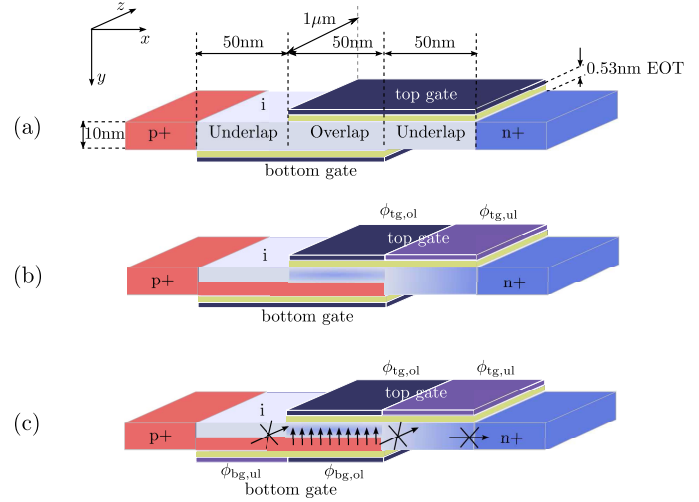 z
x
y
1μm
50nm 50nm 50nm
0.53nm EOT
(a)
10nm
p+
i
top gate
Underlap Overlap Underlap
n+
bottom gate
(b)
ϕtg,ol ϕtg,ul
top gate
i
p+
n+
bottom gate
(c)
ϕtg,ol ϕtg,ul
top gate
i
p+
n+
ϕbg,ul ϕbg,ol
bottom gate